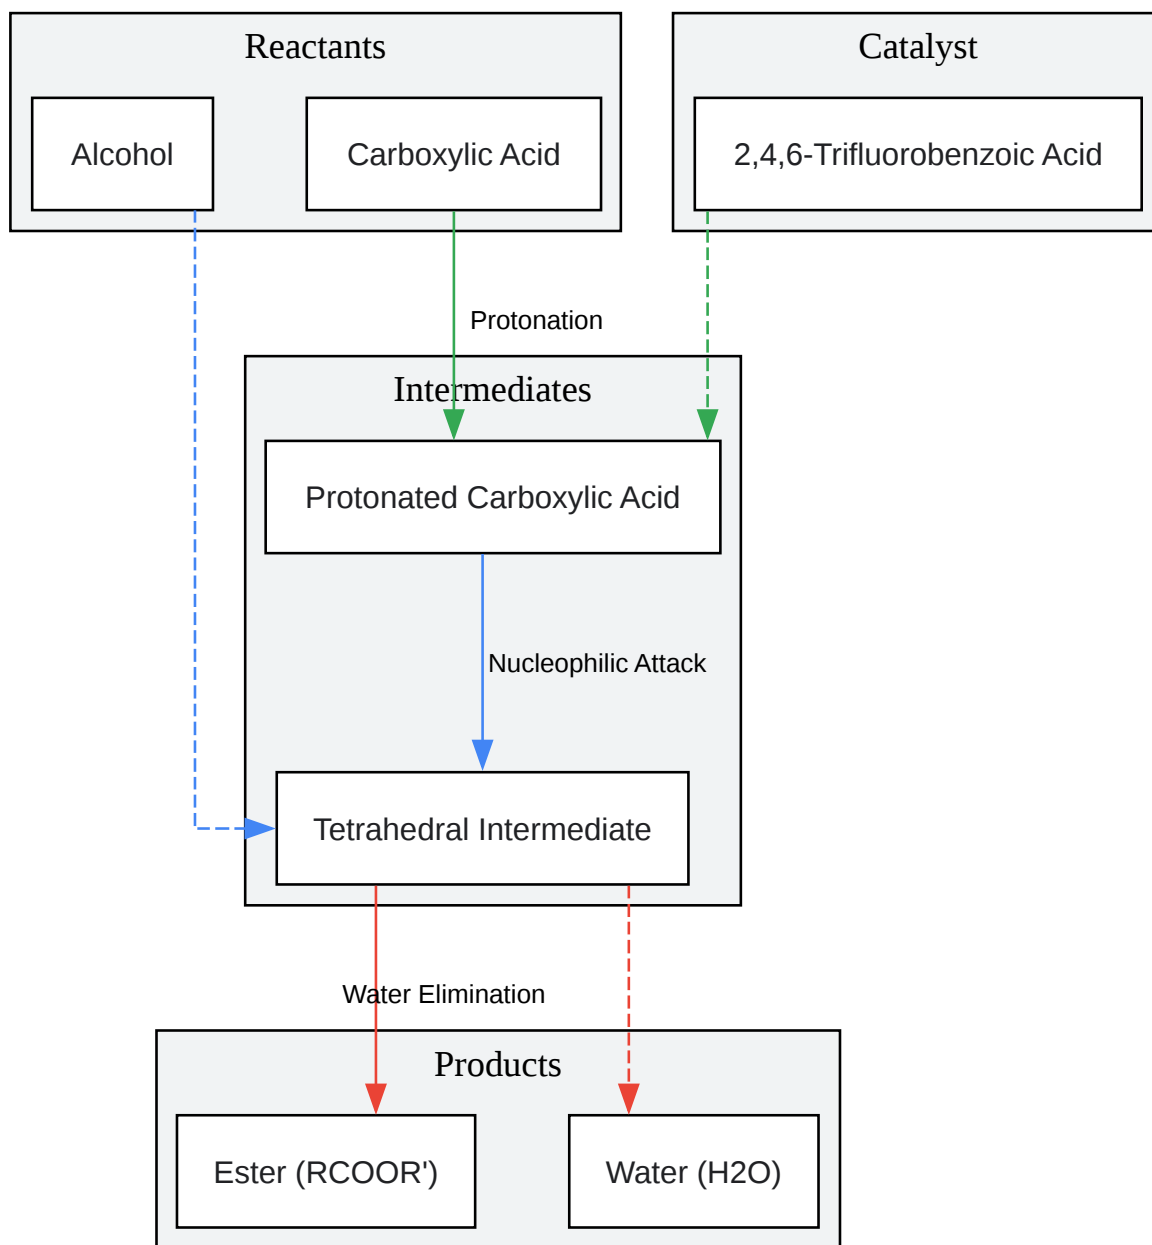 Reactants
Catalyst
Alcohol
Carboxylic Acid
2,4,6-Trifluorobenzoic Acid
Protonation
Intermediates
Protonated Carboxylic Acid
Nucleophilic Attack
Tetrahedral Intermediate
Water Elimination
Products
Ester (RCOOR')
Water (H2O)